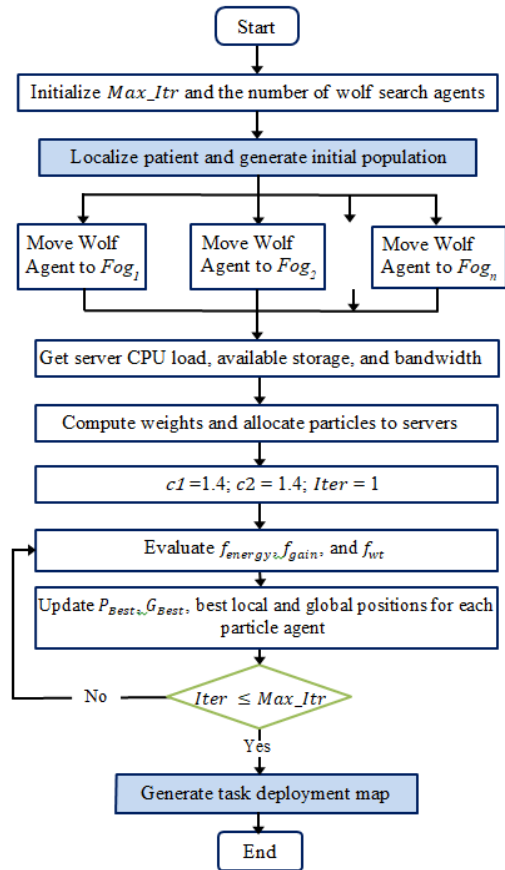 Start
Initialize Max_Itr and the number of wolf search agents
Localize patient and generate initial population
Move Wolf
Agent to Fog1
Move Wolf
Agent to Fog2
Move Wolf
Agent to Fogn
Get server CPU load, available storage, and bandwidth
Compute weights and allocate particles to servers
c1 =1.4; c2 = 1.4; Iter = 1
Evaluate fenergy, fgain, and fwt
Update PBest, GBest, best local and global positions for each
particle agent
No
Iter ≤ Max_Itr
Yes
Generate task deployment map
End